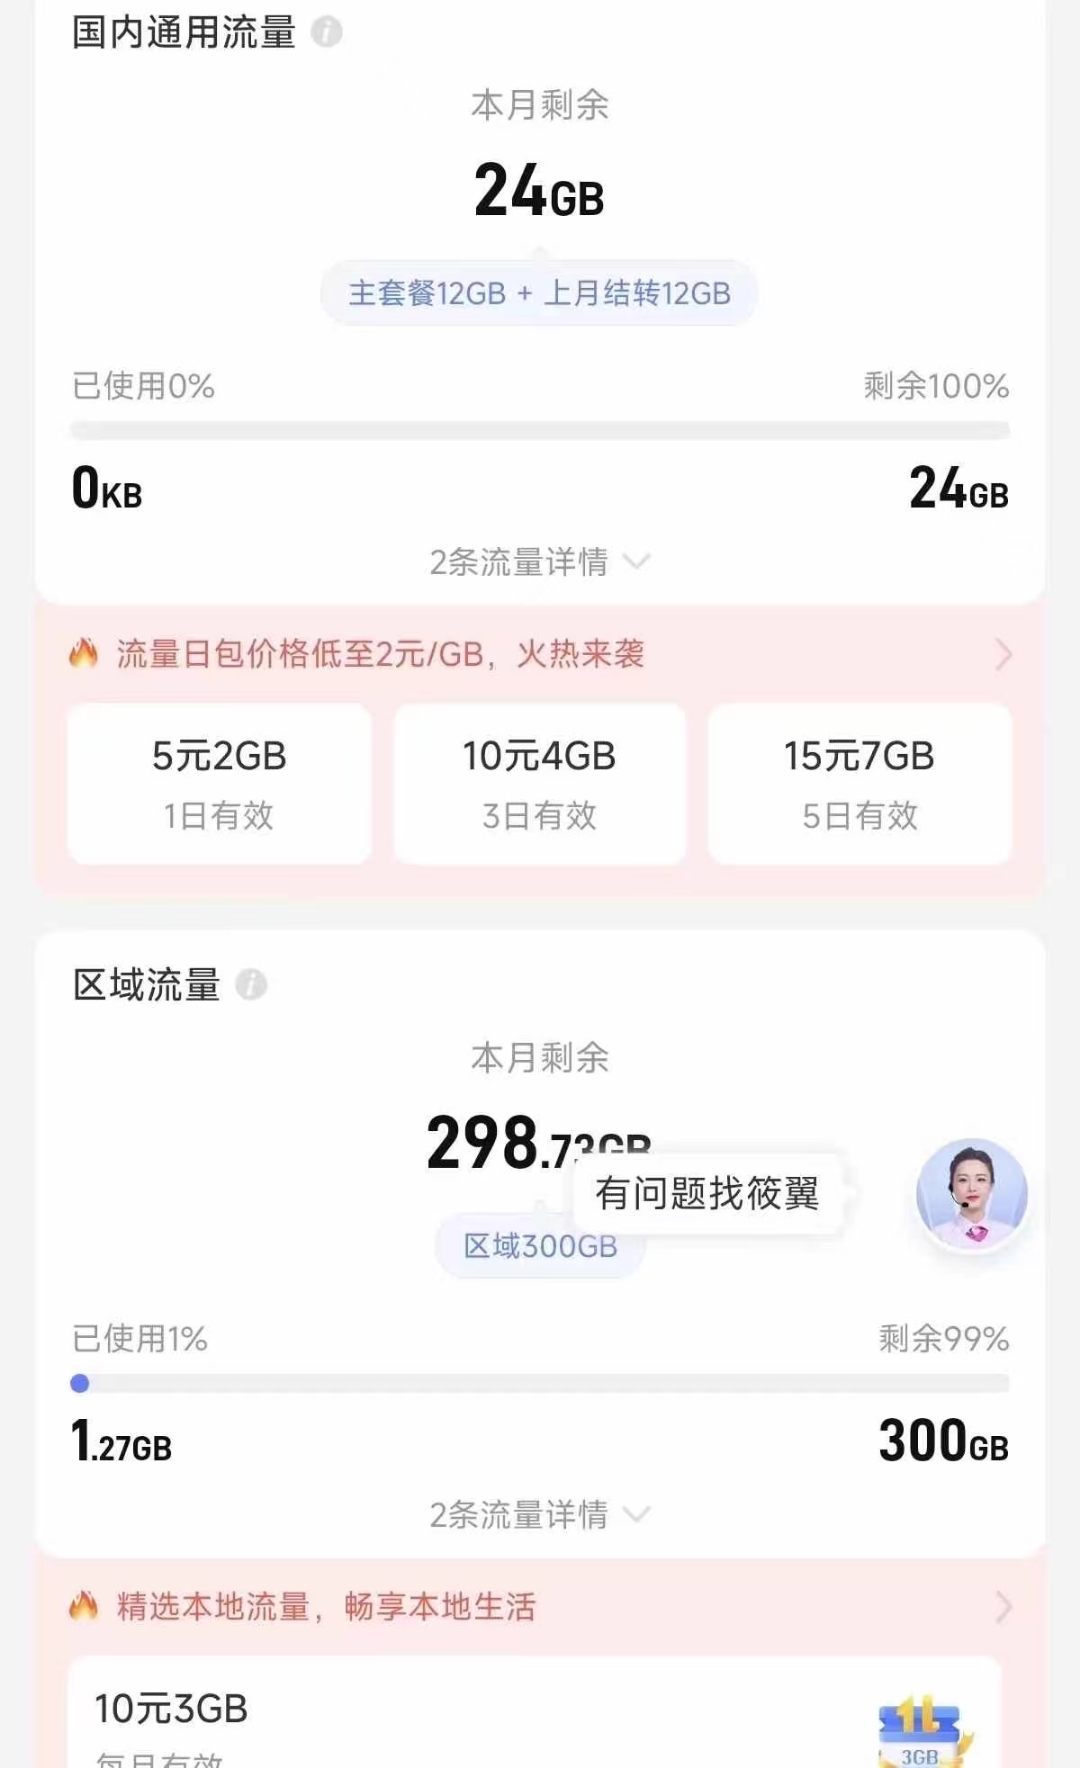 国内通用流量
本月剩余
24GB
主套餐12GB + 上月结转12GB
已使用0% 剩余100%
0KB 24GB
2条流量详情
流量日包价格低至2元/GB，火热来袭
5元2GB 10元4GB 15元7GB
1日有效 3日有效 5日有效
区域流量
本月剩余
298.73GB
有问题找筱翼
区域300GB
已使用1% 剩余99%
1.27GB 300GB
2条流量详情
精选本地流量，畅享本地生活
10元3GB
每月有效
3GB